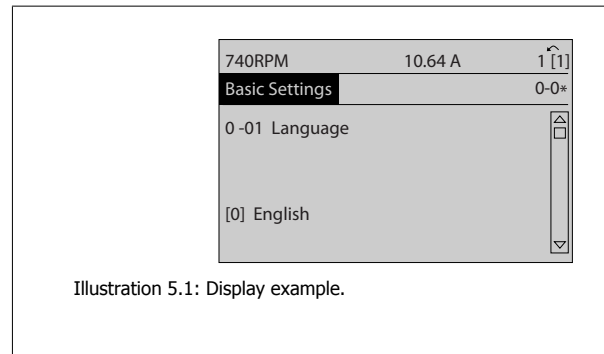 740RPM 10.64 A 1 [1]
Basic Settings 0-0*
0 -01 Language
[0] English
Illustration 5.1: Display example.